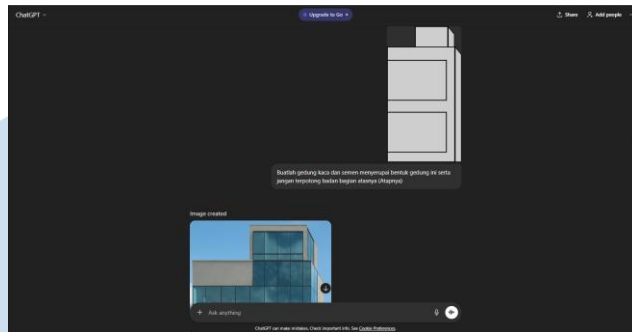 ChatGPT
Upgrade to Go
Share
Add people
Buatlah gedung kaca dan semen menyerupai bentuk gedung ini serta
jangan terpotong badan bagian atasnya (Atapnya)
Image created
Ask anything
ChatGPT can make mistakes. Check important info. See Cookie Preferences.